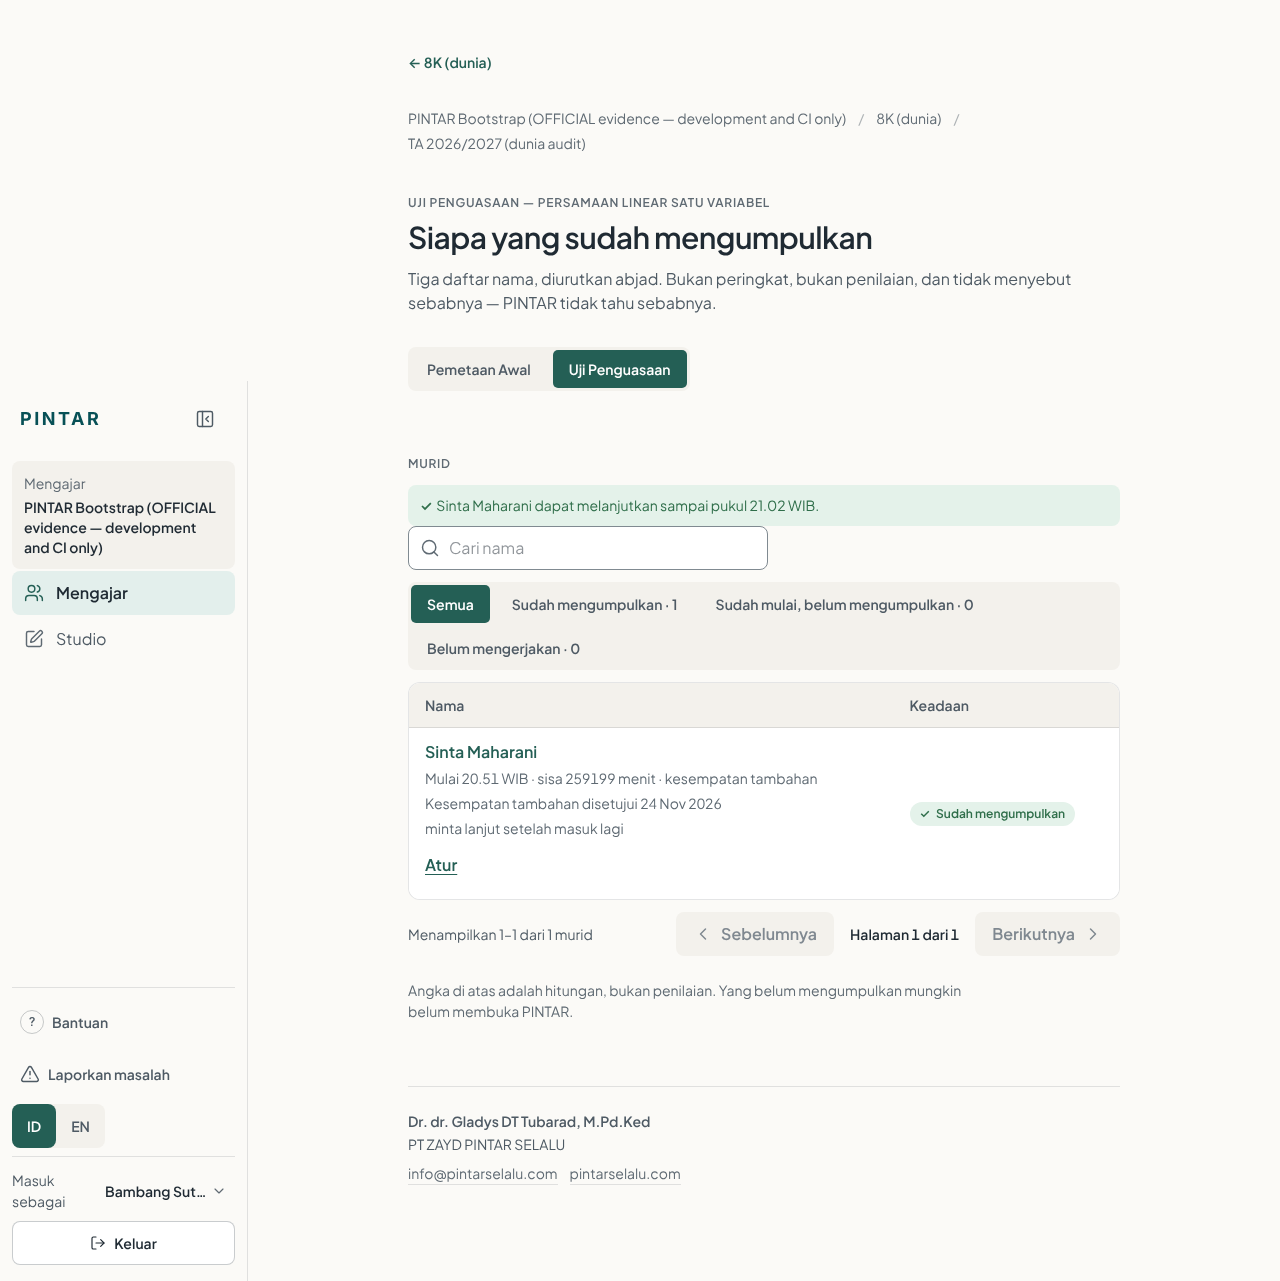 ← 8K (dunia)
PINTAR Bootstrap (OFFICIAL evidence — development and CI only) / 8K (dunia) /
TA 2026/2027 (dunia audit)
UJI PENGUASAAN — PERSAMAAN LINEAR SATU VARIABEL
Siapa yang sudah mengumpulkan
Tiga daftar nama, diurutkan abjad. Bukan peringkat, bukan penilaian, dan tidak menyebut
sebabnya — PINTAR tidak tahu sebabnya.
Pemetaan Awal
Uji Penguasaan
MURID
✓ Sinta Maharani dapat melanjutkan sampai pukul 21.02 WIB.
Cari nama
Semua
Sudah mengumpulkan · 1
Sudah mulai, belum mengumpulkan · 0
Belum mengerjakan · 0
Nama
Keadaan
Sinta Maharani
Mulai 20.51 WIB · sisa 259199 menit · kesempatan tambahan
Kesempatan tambahan disetujui 24 Nov 2026
minta lanjut setelah masuk lagi
Atur
✓ Sudah mengumpulkan
Menampilkan 1–1 dari 1 murid
Sebelumnya
Halaman 1 dari 1
Berikutnya
Angka di atas adalah hitungan, bukan penilaian. Yang belum mengumpulkan mungkin
belum membuka PINTAR.
Dr. dr. Gladys DT Tubarad, M.Pd.Ked
PT ZAYD PINTAR SELALU
info@pintarselalu.com pintarselalu.com
PINTAR
Mengajar
PINTAR Bootstrap (OFFICIAL
evidence — development
and CI only)
Mengajar
Studio
? Bantuan
Laporkan masalah
ID
EN
Masuk
sebagai
Bambang Sut...
Keluar